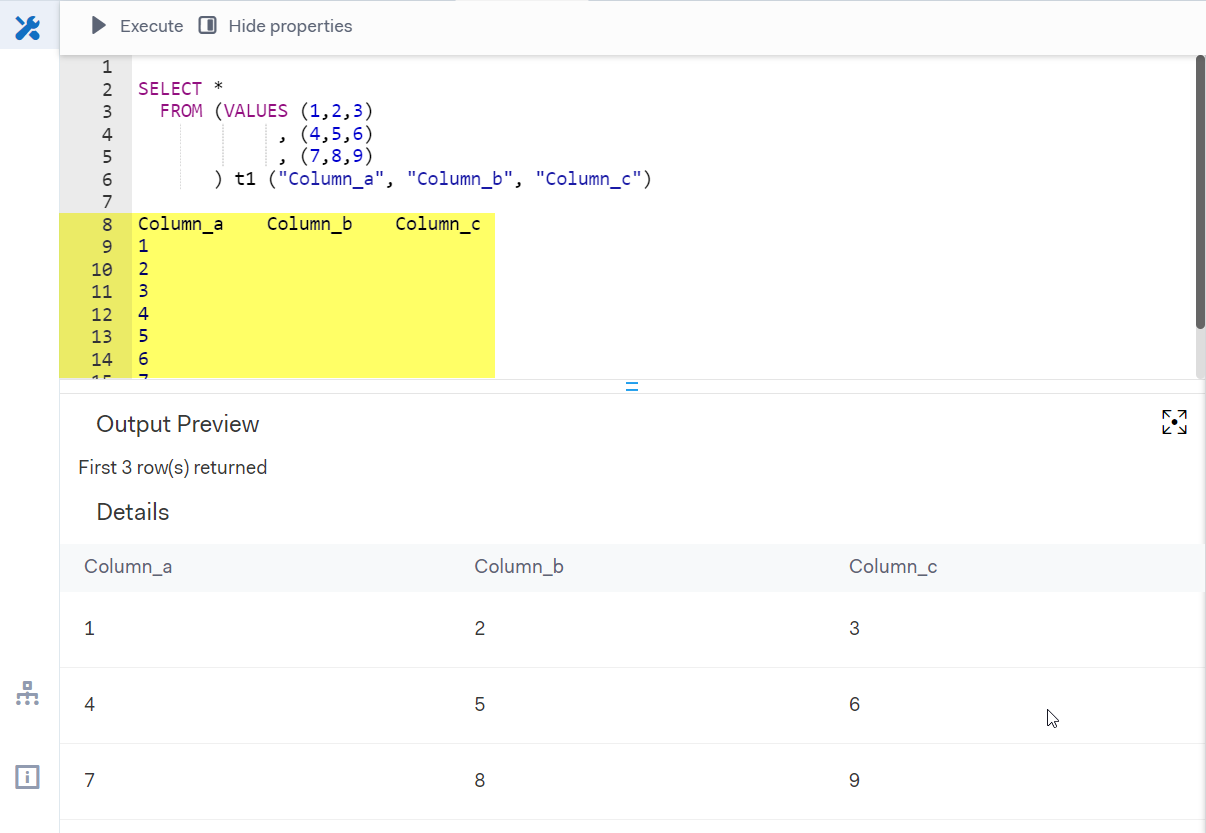 Execute Hide properties
1
2 SELECT *
3 FROM (VALUES (1,2,3)
4 , (4,5,6)
5 , (7,8,9)
6 ) t1 ("Column_a", "Column_b", "Column_c")
7
8 Column_a Column_b Column_c
9 1
10 2
11 3
12 4
13 5
14 6
15 7
Output Preview
First 3 row(s) returned
Details
Column_a Column_b Column_c
1 2 3
4 5 6
7 8 9